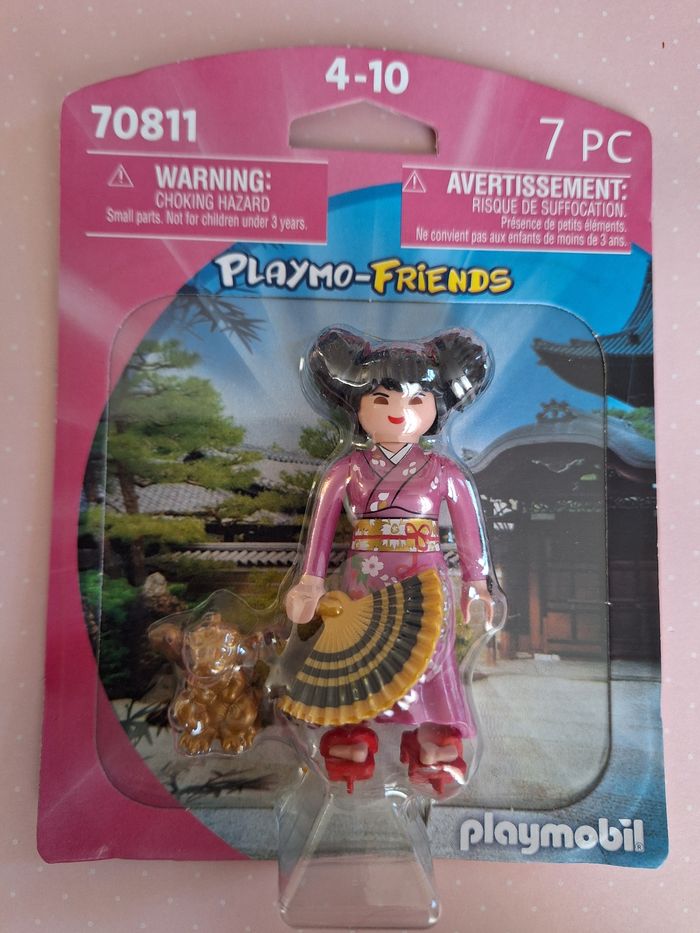 4-10
70811
7 PC
WARNING:
CHOKING HAZARD
Small parts. Not for children under 3 years.
AVERTISSEMENT:
RISQUE DE SUFFOCATION.
Présence de petits éléments.
Ne convient pas aux enfants de moins de 3 ans.
PLAYMO-FRiENDS
playmobil®